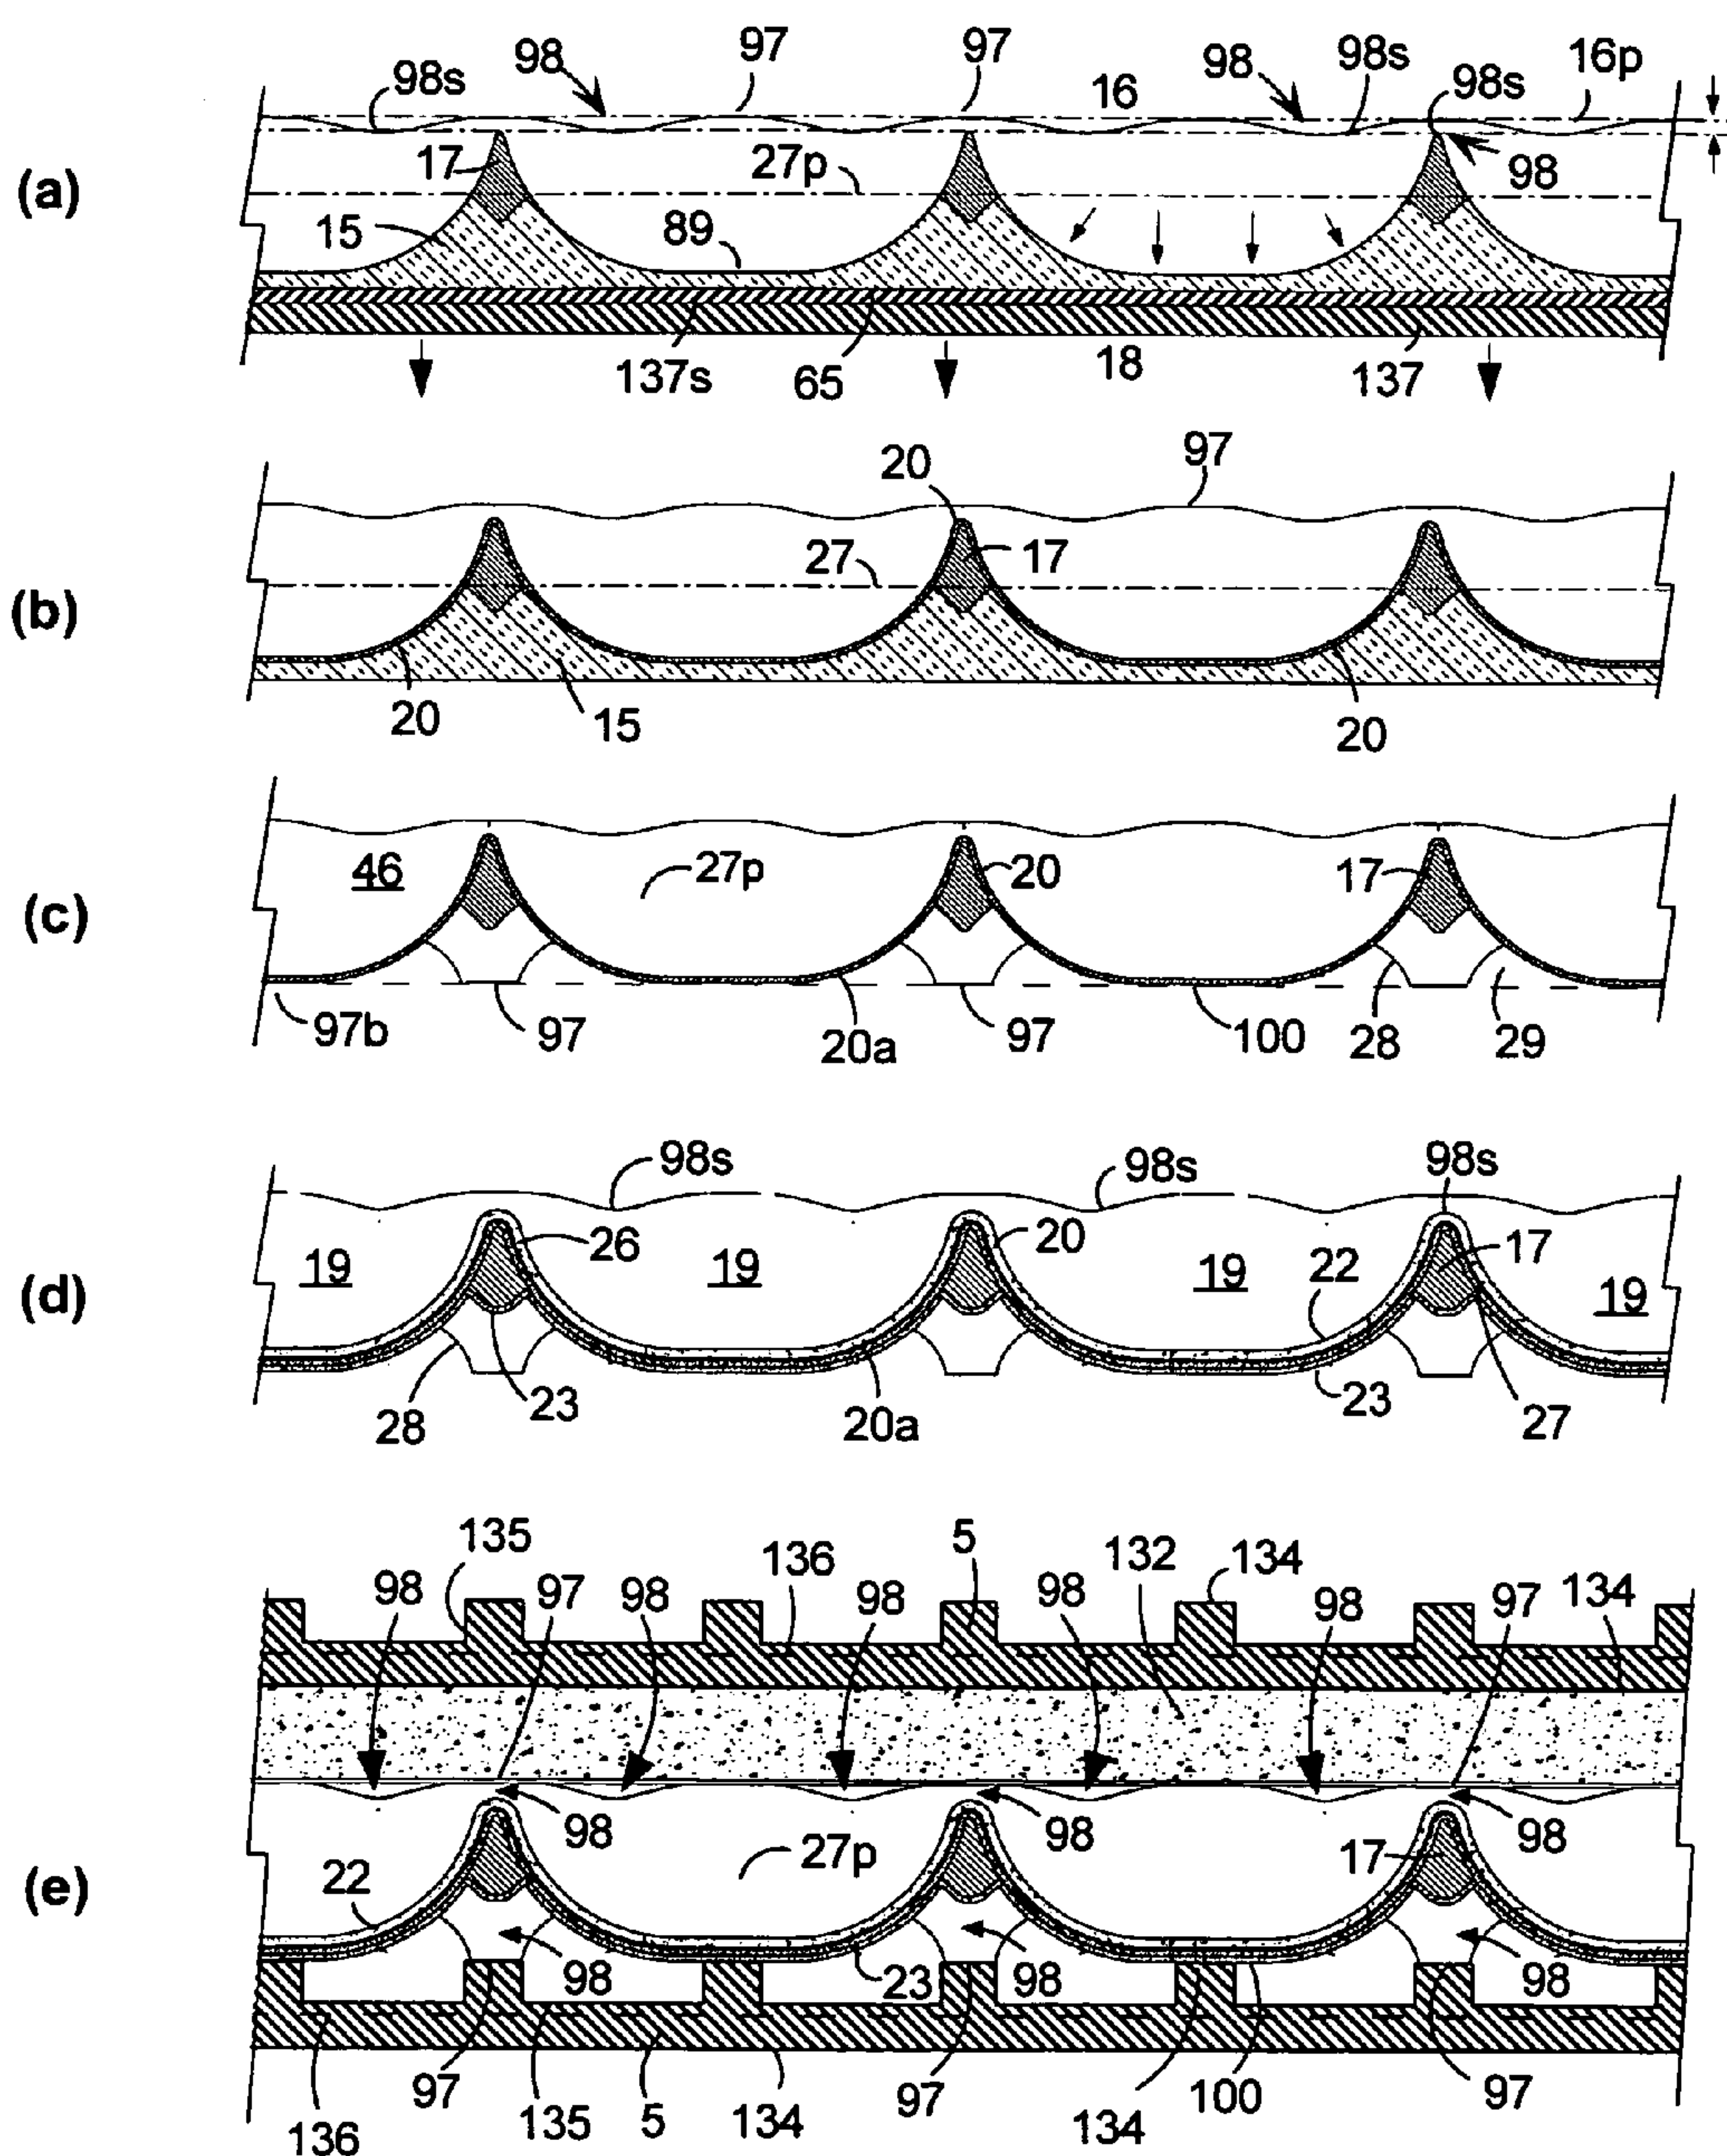 98s 98 97 97 98 98s 98s 16p
16
(a) 17 27p 98
15 89
137s 65 18 137
20 97
(b) 27 17
20 15 20
(c) 46 27p 20 17
97b 97 20a 97 100 28 29
98s 98s 98s
(d) 19 26 19 20 19 22 17 19
28 23 20a 23 27
135 136 5 132 134
98 97 98 98 98 98 97 134
98 98 98
(e) 22 27p 17
98 23 98 98
136 97 135 5 134 97 134 100 97